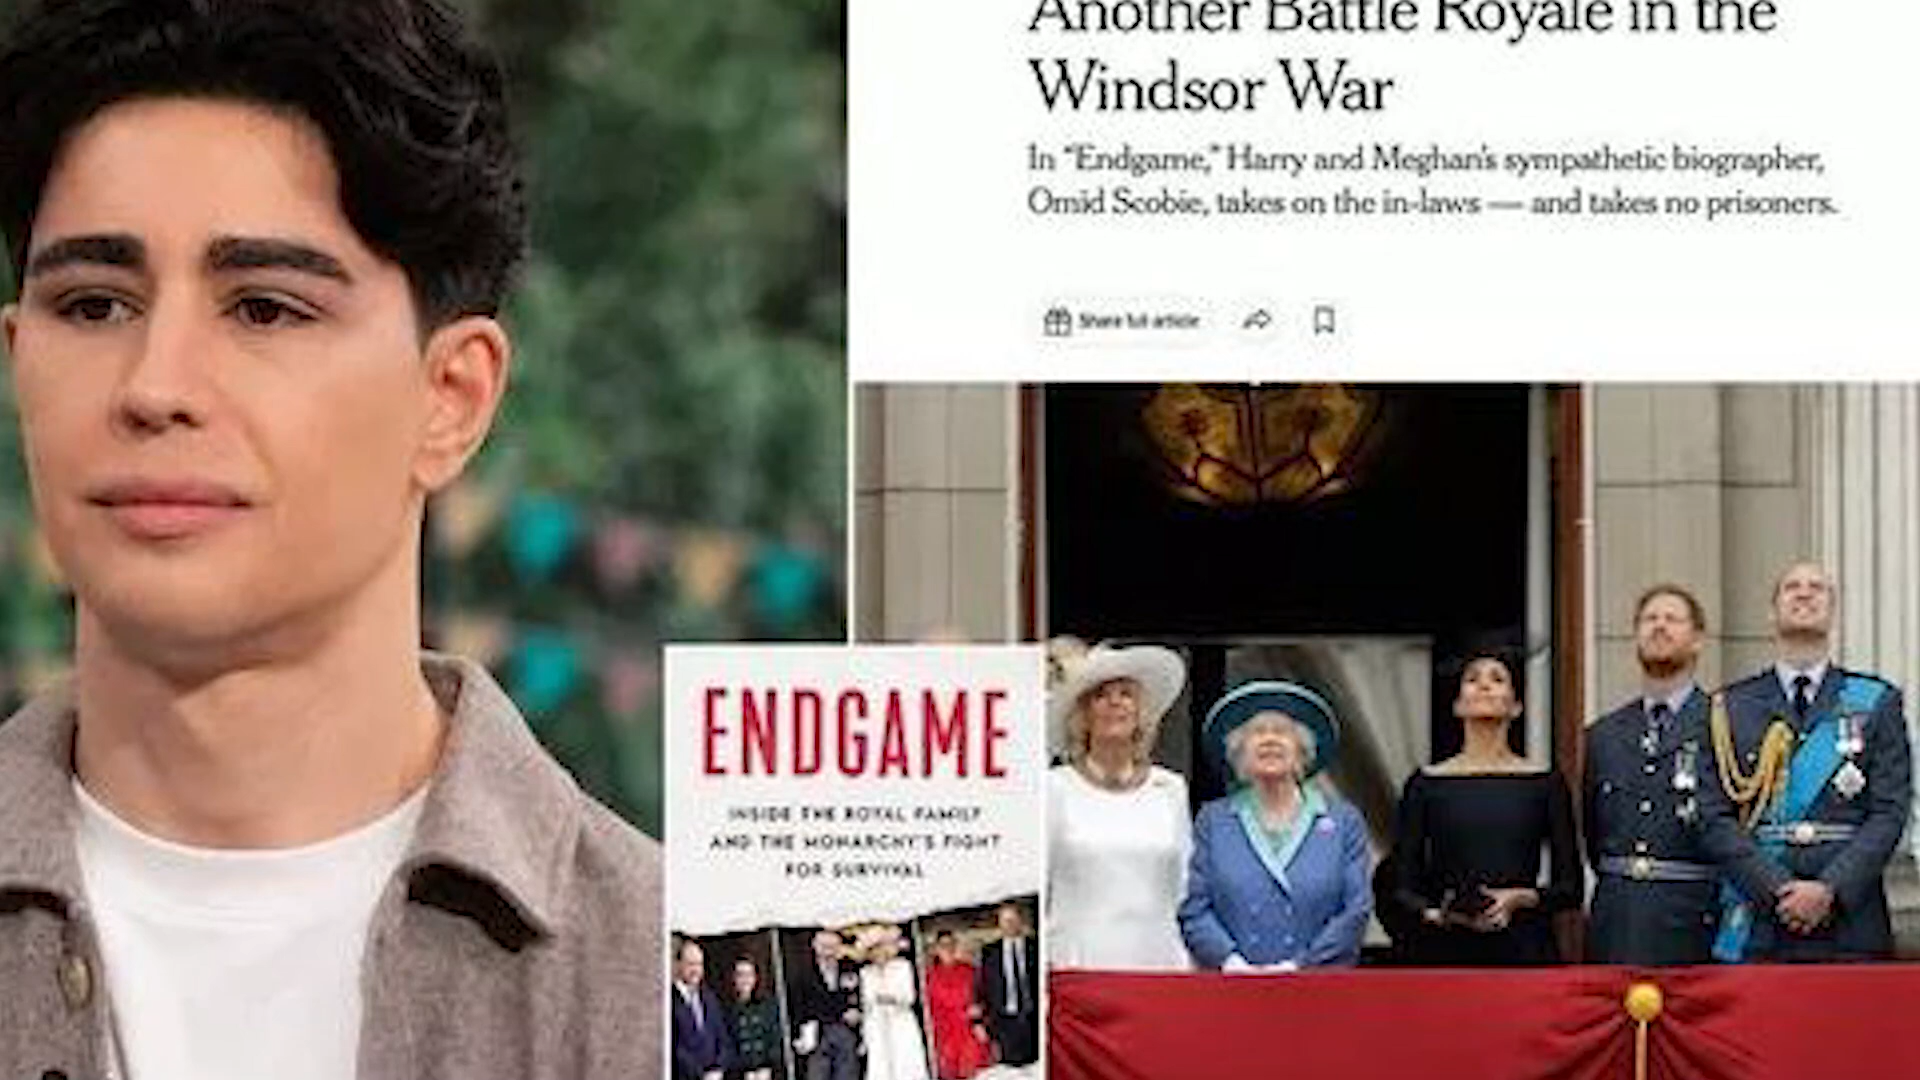 Another Battle Royale in the
Windsor War
In "Endgame," Harry and Meghan's sympathetic biographer,
Omid Scobie, takes on the in-laws — and takes no prisoners.
Share full article
ENDGAME
INSIDE THE ROYAL FAMILY
AND THE MONARCHY'S FIGHT
FOR SURVIVAL